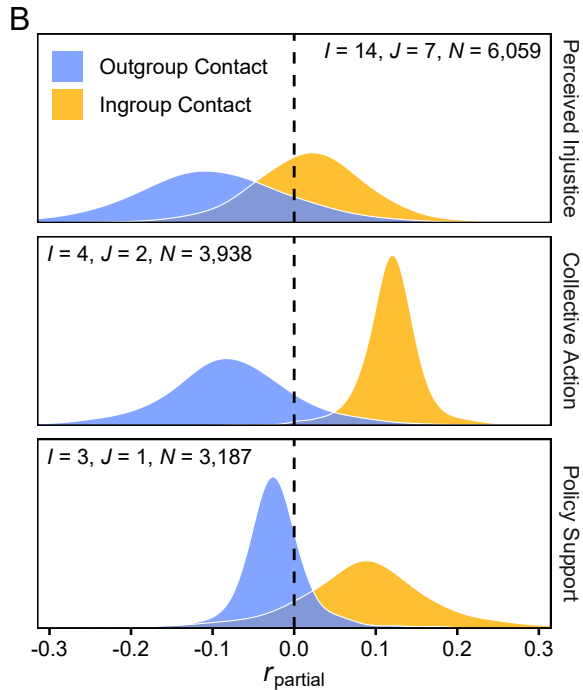 B
I = 14, J = 7, N = 6,059
Outgroup Contact
Ingroup Contact
Perceived Injustice
I = 4, J = 2, N = 3,938
Collective Action
I = 3, J = 1, N = 3,187
Policy Support
-0.3 -0.2 -0.1 0.0 0.1 0.2 0.3
rpartial